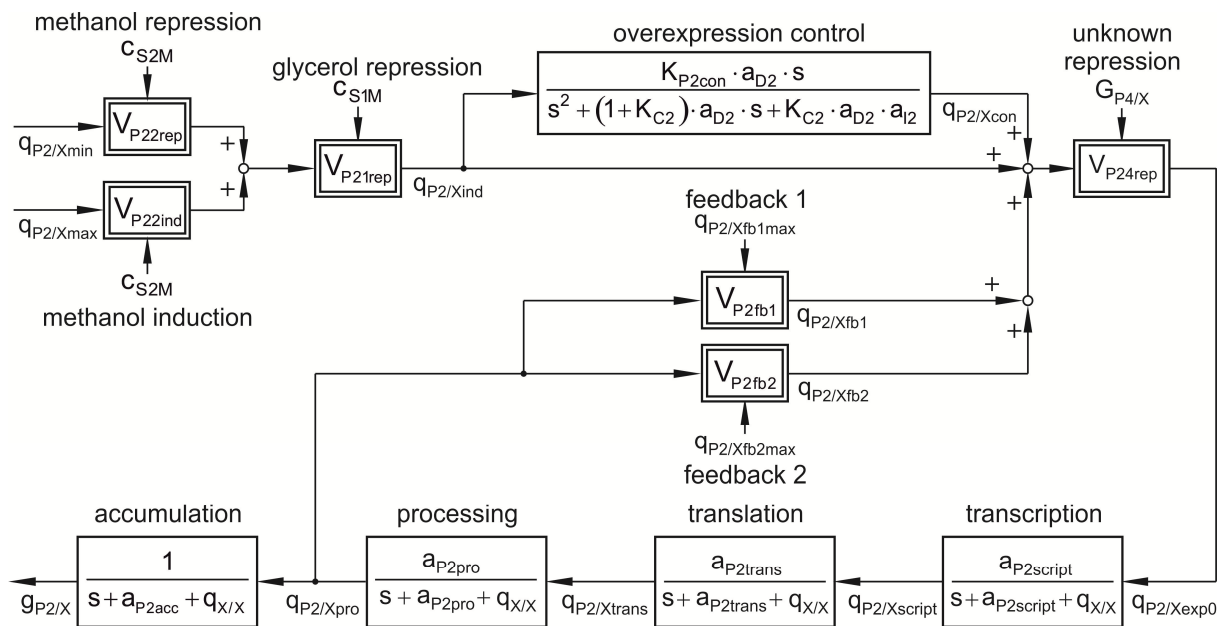 methanol repression
c_S2M
V_P22rep
q_P2/Xmin
+
+
V_P22ind
q_P2/Xmax
c_S2M
methanol induction
glycerol repression
c_S1M
V_P21rep
q_P2/Xind
overexpression control
K_P2con · a_D2 · s
s² + (1+K_C2) · a_D2 · s + K_C2 · a_D2 · a_I2
q_P2/Xcon
+
+
+
unknown
repression
G_P4/X
V_P24rep
feedback 1
q_P2/Xfb1max
V_P2fb1
q_P2/Xfb1
+
+
V_P2fb2
q_P2/Xfb2
q_P2/Xfb2max
feedback 2
accumulation
1
s + a_P2acc + q_X/X
g_P2/X
q_P2/Xpro
processing
a_P2pro
s + a_P2pro + q_X/X
q_P2/Xtrans
translation
a_P2trans
s + a_P2trans + q_X/X
q_P2/Xscript
transcription
a_P2script
s + a_P2script + q_X/X
q_P2/Xexp0